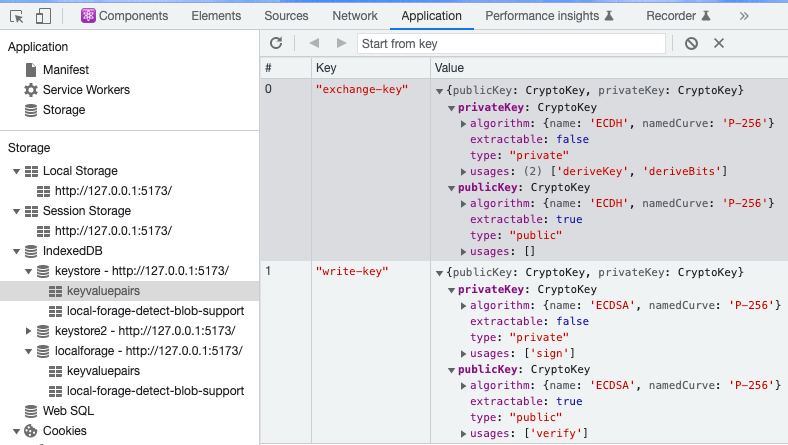 Components Elements Sources Network Application Performance insights Recorder »
Application
Manifest
Service Workers
Storage
Storage
Local Storage
http://127.0.0.1:5173/
Session Storage
http://127.0.0.1:5173/
IndexedDB
keystore - http://127.0.0.1:5173/
keyvaluepairs
local-forage-detect-blob-support
keystore2 - http://127.0.0.1:5173/
localforage - http://127.0.0.1:5173/
keyvaluepairs
local-forage-detect-blob-support
Web SQL
Cookies
Start from key
# Key Value
0 "exchange-key" {publicKey: CryptoKey, privateKey: CryptoKey}
privateKey: CryptoKey
algorithm: {name: 'ECDH', namedCurve: 'P-256'}
extractable: false
type: "private"
usages: (2) ['deriveKey', 'deriveBits']
publicKey: CryptoKey
algorithm: {name: 'ECDH', namedCurve: 'P-256'}
extractable: true
type: "public"
usages: []
1 "write-key" {publicKey: CryptoKey, privateKey: CryptoKey}
privateKey: CryptoKey
algorithm: {name: 'ECDSA', namedCurve: 'P-256'}
extractable: false
type: "private"
usages: ['sign']
publicKey: CryptoKey
algorithm: {name: 'ECDSA', namedCurve: 'P-256'}
extractable: true
type: "public"
usages: ['verify']